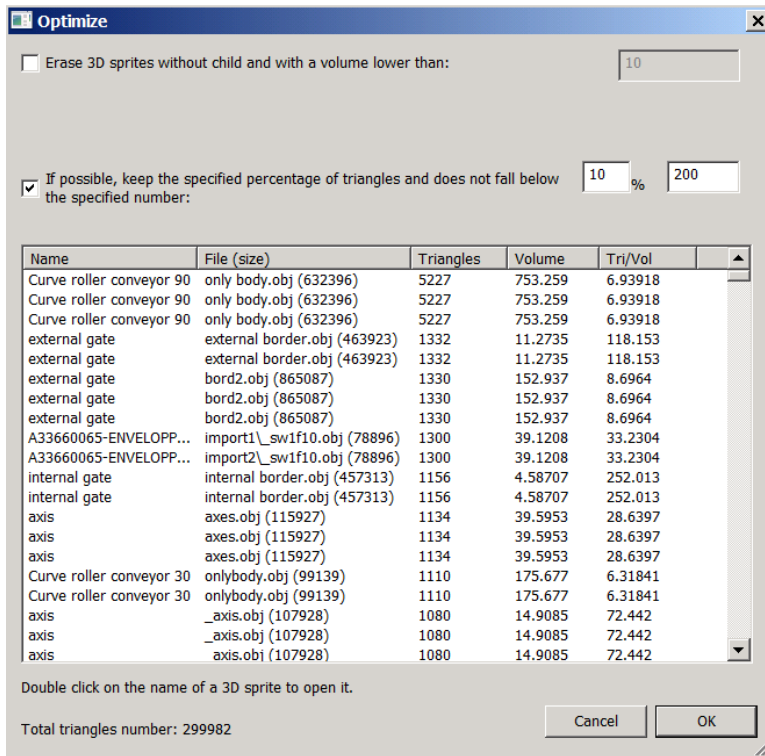 Optimize
Erase 3D sprites without child and with a volume lower than: 10
If possible, keep the specified percentage of triangles and does not fall below 10 % 200
the specified number:
Name File (size) Triangles Volume Tri/Vol
Curve roller conveyor 90 only body.obj (632396) 5227 753.259 6.93918
Curve roller conveyor 90 only body.obj (632396) 5227 753.259 6.93918
Curve roller conveyor 90 only body.obj (632396) 5227 753.259 6.93918
external gate external border.obj (463923) 1332 11.2735 118.153
external gate external border.obj (463923) 1332 11.2735 118.153
external gate bord2.obj (865087) 1330 152.937 8.6964
external gate bord2.obj (865087) 1330 152.937 8.6964
external gate bord2.obj (865087) 1330 152.937 8.6964
A33660065-ENVELOPP... import1\_sw1f10.obj (78896) 1300 39.1208 33.2304
A33660065-ENVELOPP... import2\_sw1f10.obj (78896) 1300 39.1208 33.2304
internal gate internal border.obj (457313) 1156 4.58707 252.013
internal gate internal border.obj (457313) 1156 4.58707 252.013
axis axes.obj (115927) 1134 39.5953 28.6397
axis axes.obj (115927) 1134 39.5953 28.6397
axis axes.obj (115927) 1134 39.5953 28.6397
Curve roller conveyor 30 onlybody.obj (99139) 1110 175.677 6.31841
Curve roller conveyor 30 onlybody.obj (99139) 1110 175.677 6.31841
axis _axis.obj (107928) 1080 14.9085 72.442
axis _axis.obj (107928) 1080 14.9085 72.442
axis _axis.obj (107928) 1080 14.9085 72.442
Double click on the name of a 3D sprite to open it.
Total triangles number: 299982
Cancel OK